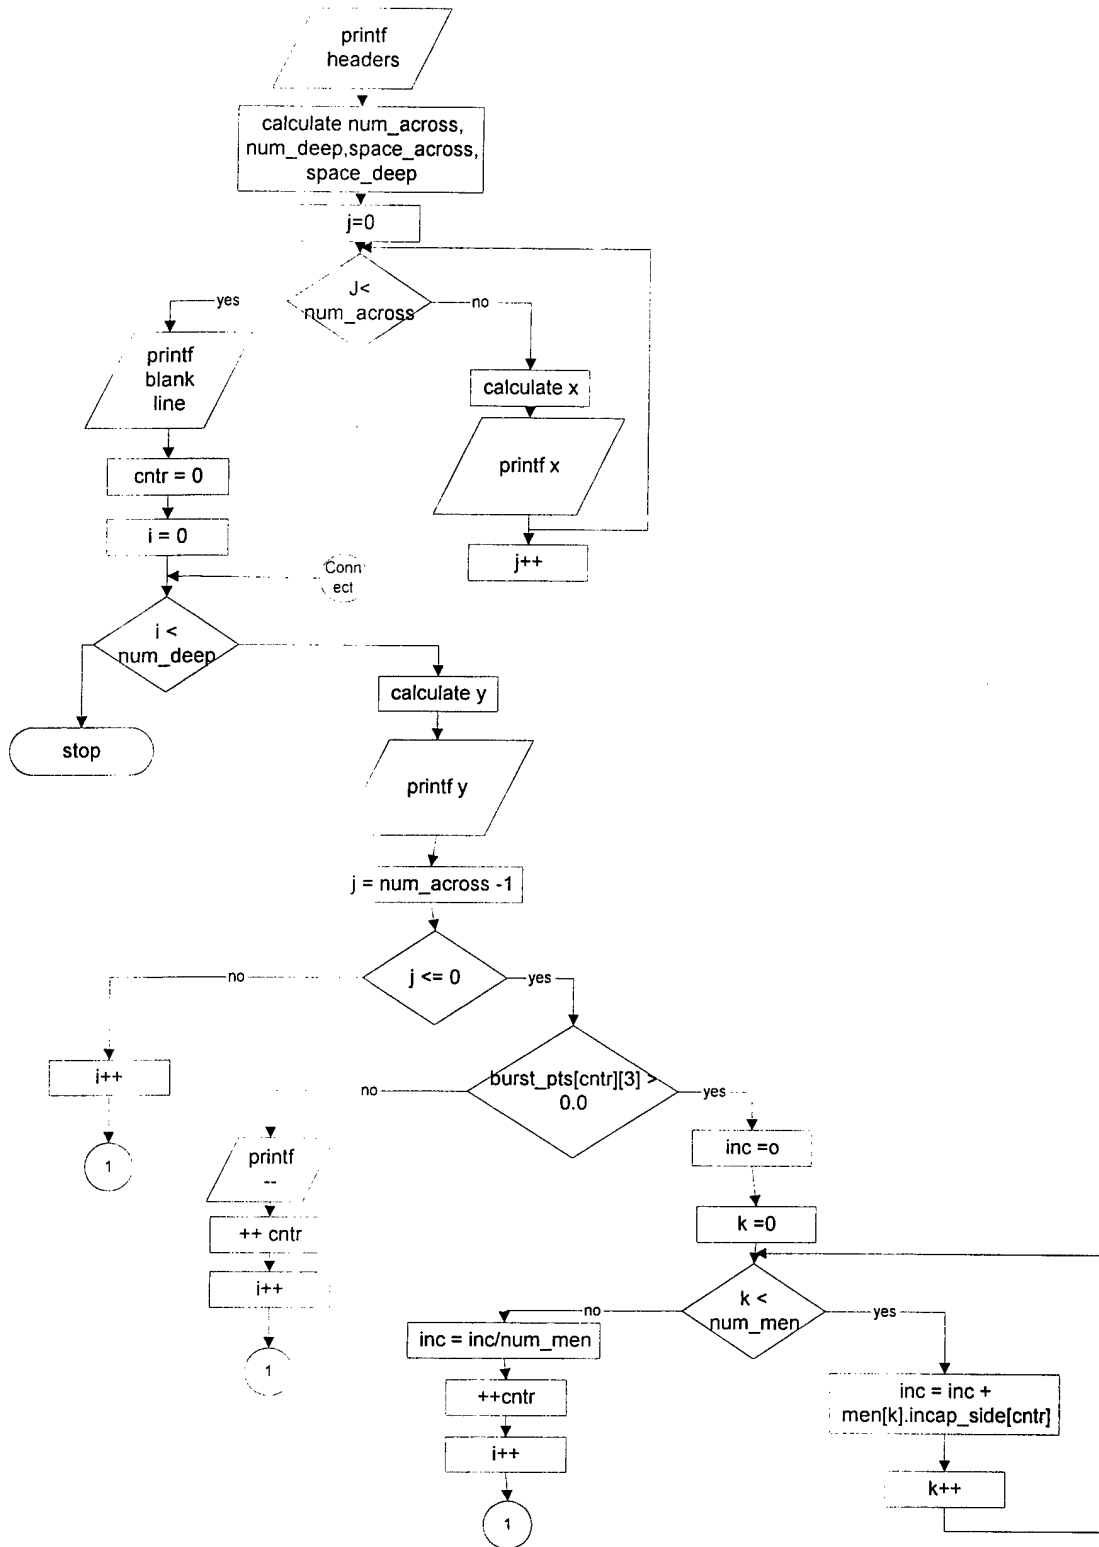 printf
headers
calculate num_across,
num_deep,space_across,
space_deep
j=0
J<
num_across
yes
no
printf
blank
line
calculate x
printf x
cntr = 0
i = 0
j++
Conn
ect
i <
num_deep
calculate y
stop
printf y
j = num_across -1
j <= 0
no
yes
i++
1
burst_pts[cntr][3] >
0.0
no
yes
printf
--
++ cntr
i++
1
inc =o
k =0
k <
num_men
no
yes
inc = inc/num_men
++cntr
i++
1
inc = inc +
men[k].incap_side[cntr]
k++